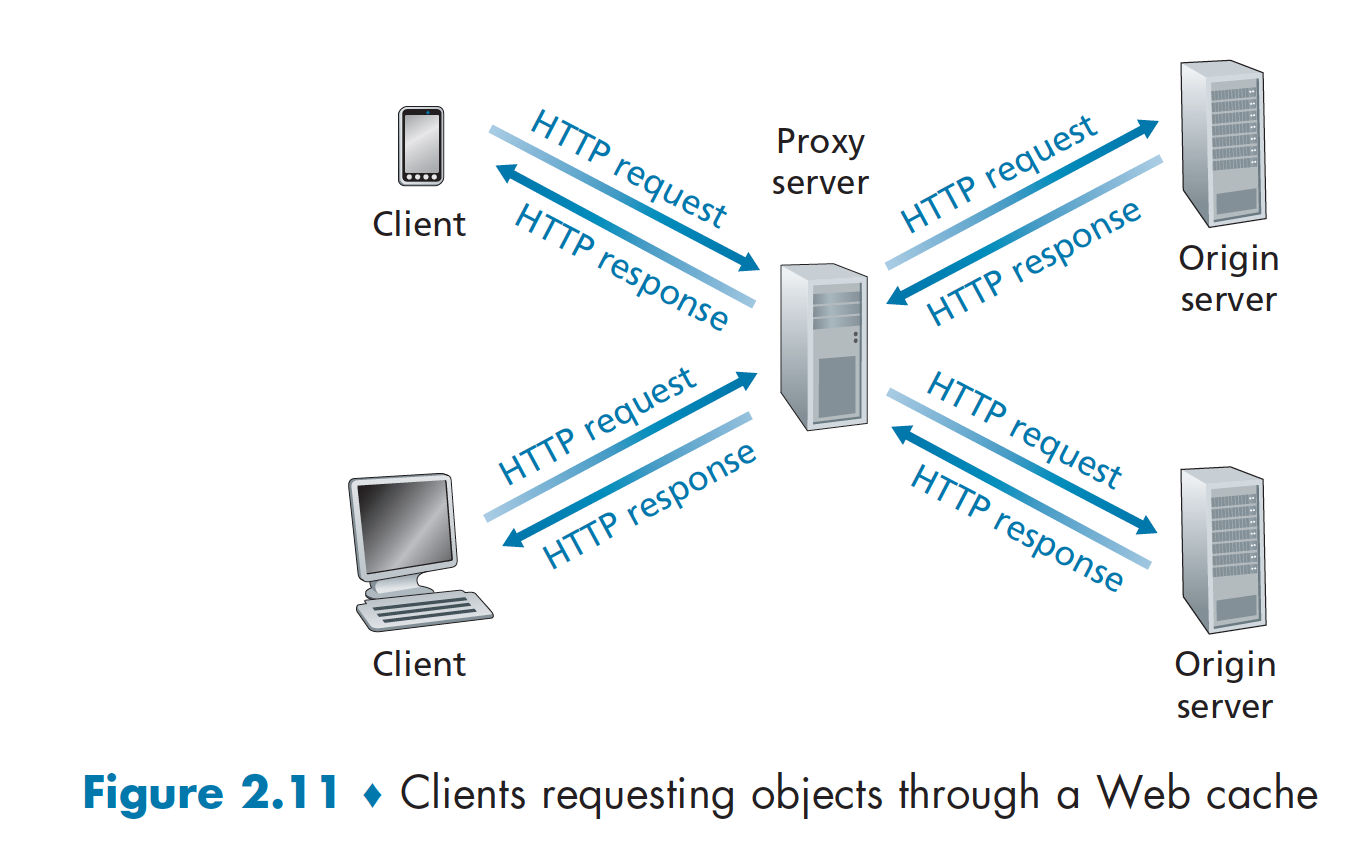 HTTP request
HTTP response
Client
Proxy
server
HTTP request
HTTP response
Origin
server
HTTP request
HTTP response
Client
HTTP request
HTTP response
Origin
server
Figure 2.11 ♦ Clients requesting objects through a Web cache